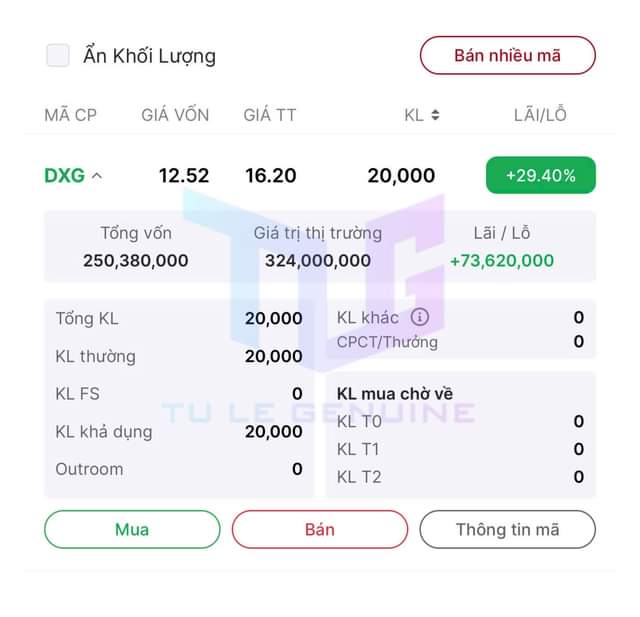 Ẩn Khối Lượng
Bán nhiều mã
MÃ CP GIÁ VỐN GIÁ TT KL LÃI/LỖ
DXG 12.52 16.20 20,000 +29.40%
Tổng vốn Giá trị thị trường Lãi / Lỗ
250,380,000 324,000,000 +73,620,000
Tổng KL 20,000
KL thường 20,000
KL FS 0
KL khả dụng 20,000
Outroom 0
KL khác 0
CPCT/Thưởng 0
KL mua chờ về
KL T0 0
KL T1 0
KL T2 0
TU LE GENUINE
Mua Bán Thông tin mã